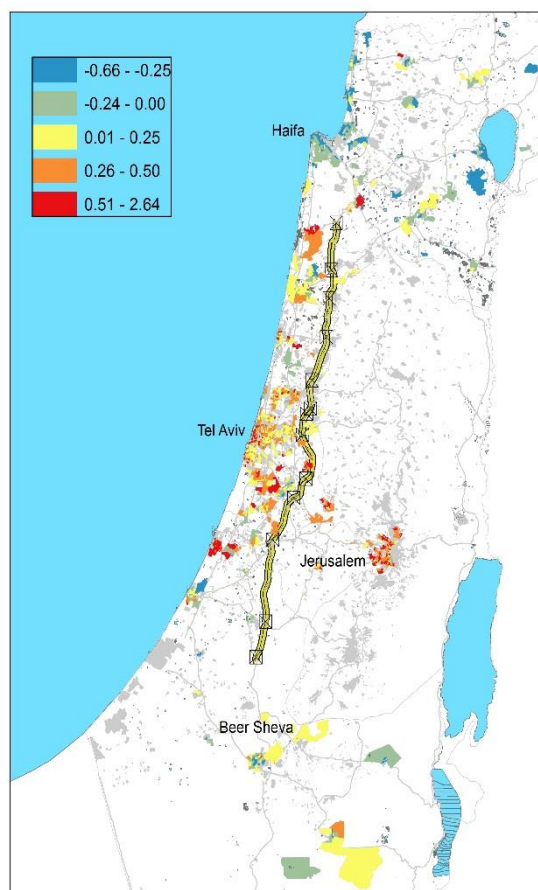 -0.66 - -0.25
-0.24 - 0.00
0.01 - 0.25
0.26 - 0.50
0.51 - 2.64
Haifa
Tel Aviv
Jerusalem
Beer Sheva